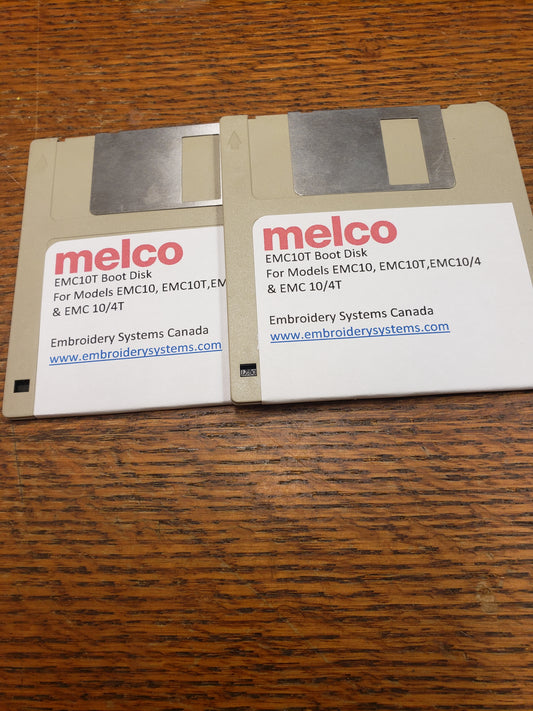 melco
EMC10T Boot Disk
For Models EMC10, EMC10T,EM
& EMC 10/4T
Embroidery Systems Canada
www.embroiderysystems.com
melco
EMC10T Boot Disk
For Models EMC10, EMC10T,EMC10/4
& EMC 10/4T
Embroidery Systems Canada
www.embroiderysystems.com